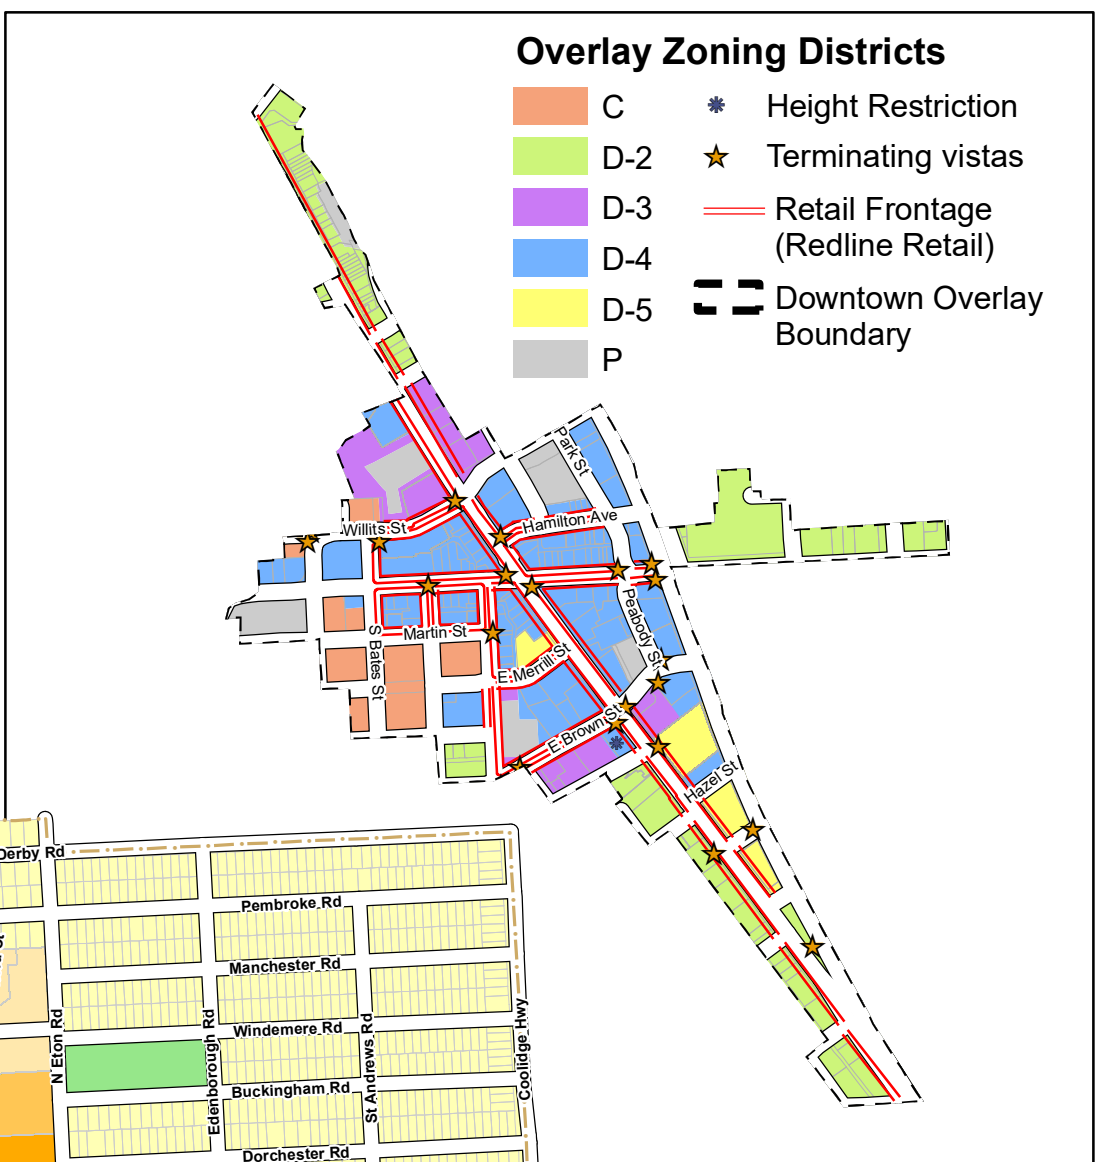 Overlay Zoning Districts
C
D-2
D-3
D-4
D-5
P
Height Restriction
Terminating vistas
Retail Frontage
(Redline Retail)
Downtown Overlay
Boundary
Park St
Willits St
Hamilton Ave
Peabody St
Martin St
S Bates St
E Merrill St
E Brown St
Hazel St
Derby Rd
Pembroke Rd
Manchester Rd
Windemere Rd
Buckingham Rd
Dorchester Rd
N Eton Rd
Edenborough Rd
St Andrews Rd
Coolidge Hwy